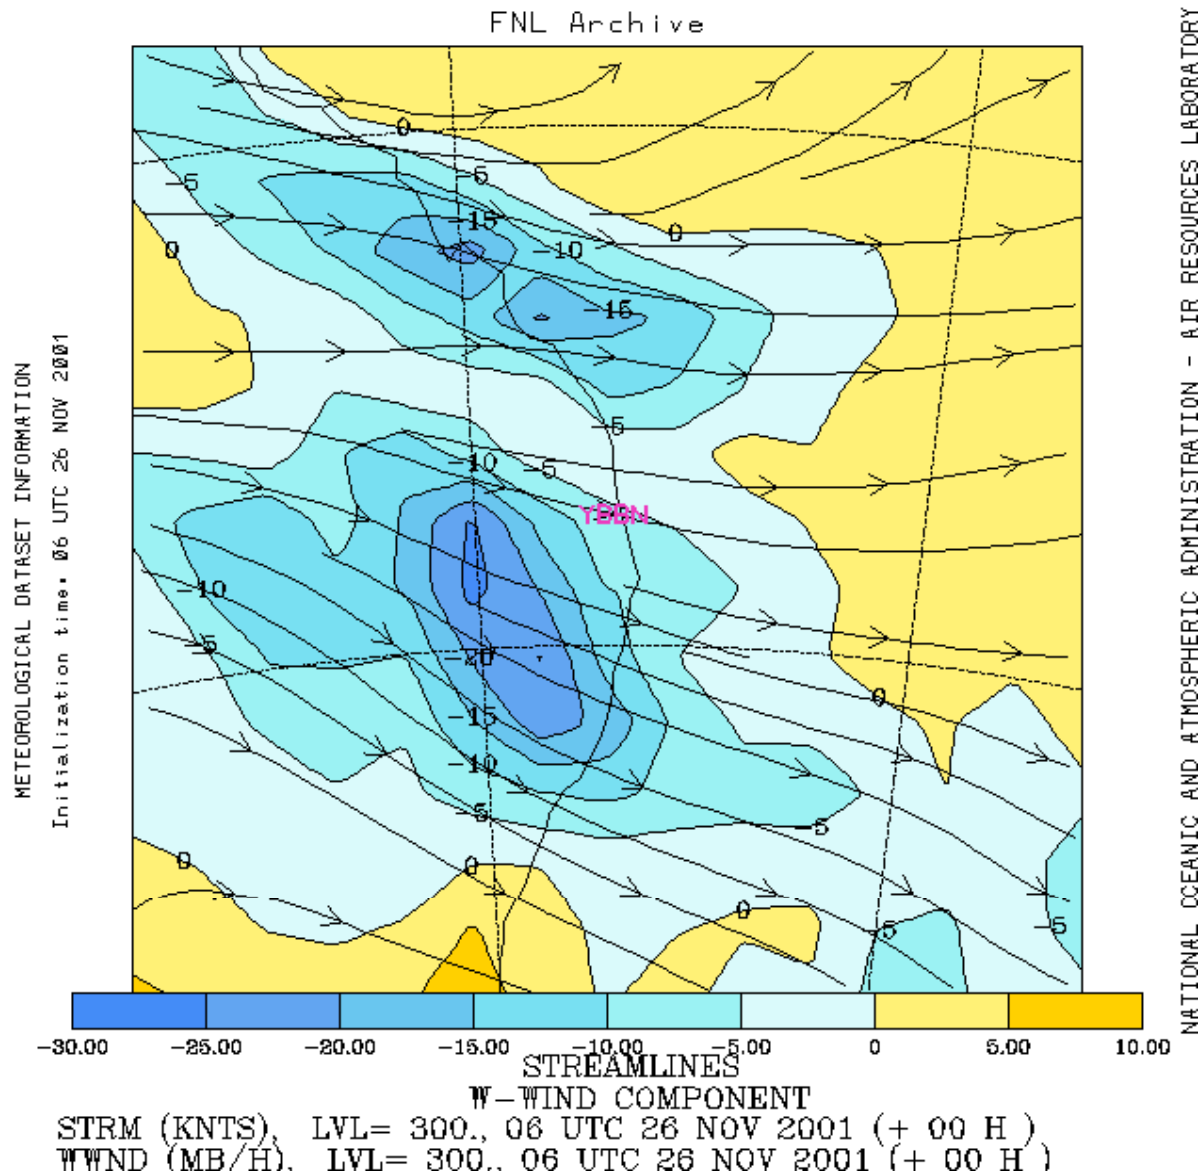 FNL Archive
METEOROLOGICAL DATASET INFORMATION
Initialization time: 06 UTC 26 NOV 2001
NATIONAL OCEANIC AND ATMOSPHERIC ADMINISTRATION - AIR RESOURCES LABORATORY
0
-5
-5
-15
0
0
-10
-15
-5
-10
-5
YBBN
-10
-5
-20
0
-15
-10
-5
-5
0
0
0
-5
-5
-30.00 -25.00 -20.00 -15.00 -10.00 -5.00 0 5.00 10.00
STREAMLINES
W-WIND COMPONENT
STRM (KNTS), LVL= 300., 06 UTC 26 NOV 2001 (+ 00 H )
WWND (MB/H), LVL= 300., 06 UTC 26 NOV 2001 (+ 00 H )